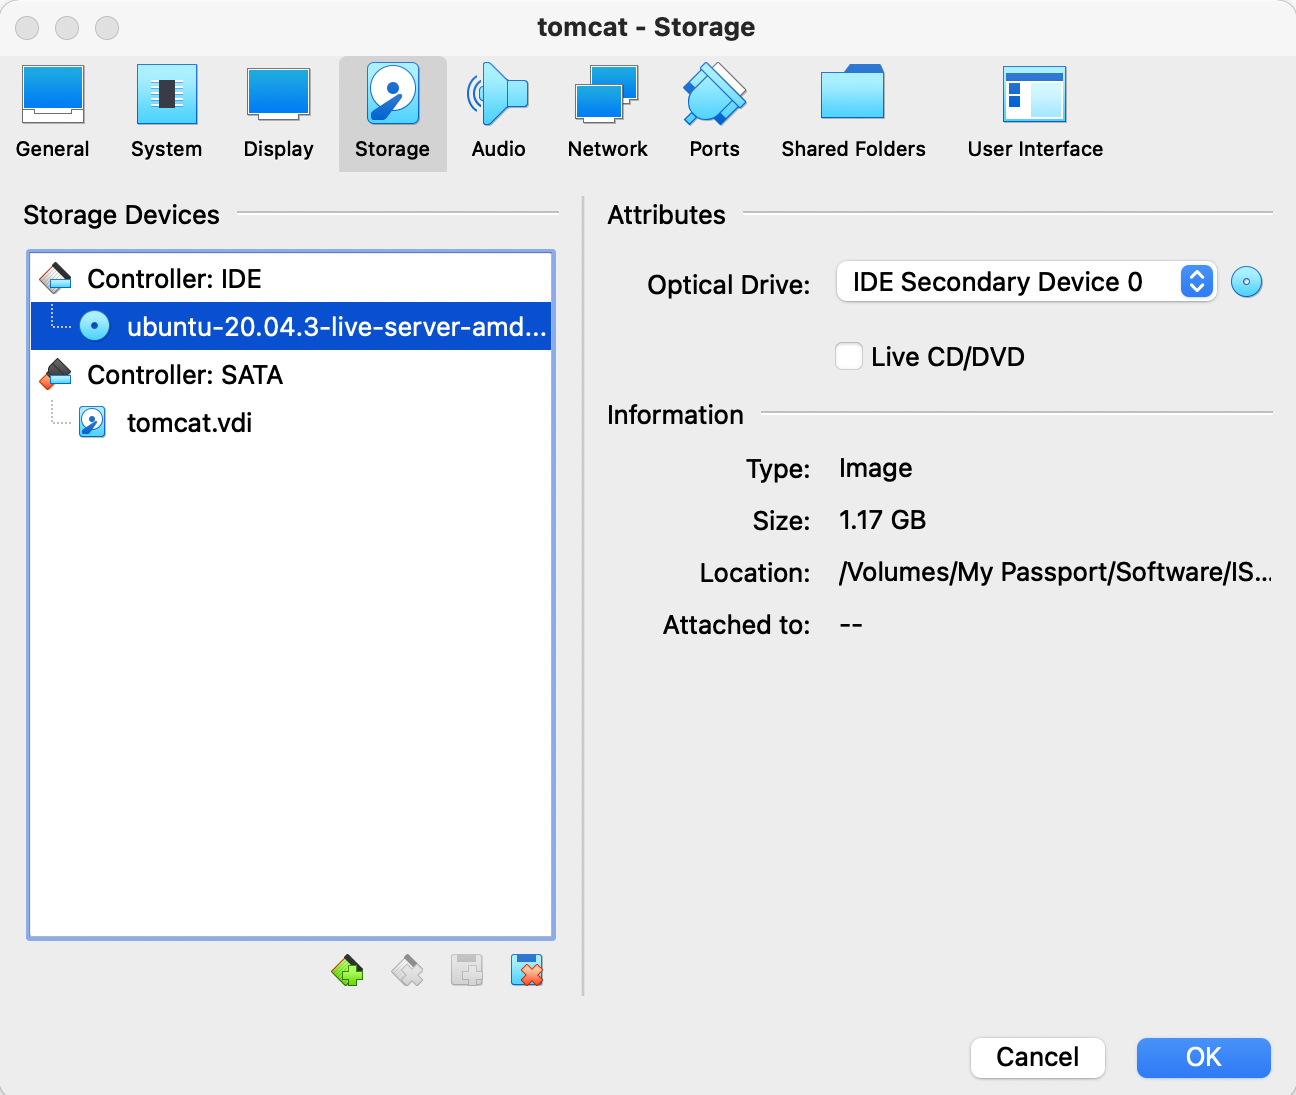 tomcat - Storage
General System Display Storage Audio Network Ports Shared Folders User Interface
Storage Devices
Controller: IDE
ubuntu-20.04.3-live-server-amd...
Controller: SATA
tomcat.vdi
Attributes
Optical Drive: IDE Secondary Device 0
Live CD/DVD
Information
Type: Image
Size: 1.17 GB
Location: /Volumes/My Passport/Software/IS...
Attached to: --
Cancel OK